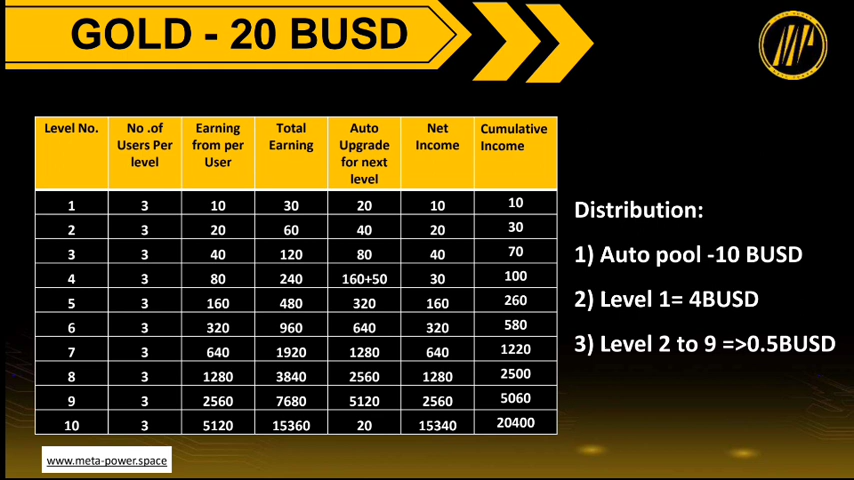 GOLD - 20 BUSD
Level No. No .of Users Per level Earning from per User Total Earning Auto Upgrade for next level Net Income Cumulative Income
1 3 10 30 20 10 10
2 3 20 60 40 20 30
3 3 40 120 80 40 70
4 3 80 240 160+50 30 100
5 3 160 480 320 160 260
6 3 320 960 640 320 580
7 3 640 1920 1280 640 1220
8 3 1280 3840 2560 1280 2500
9 3 2560 7680 5120 2560 5060
10 3 5120 15360 20 15340 20400
Distribution:
1) Auto pool -10 BUSD
2) Level 1= 4BUSD
3) Level 2 to 9 =>0.5BUSD
www.meta-power.space